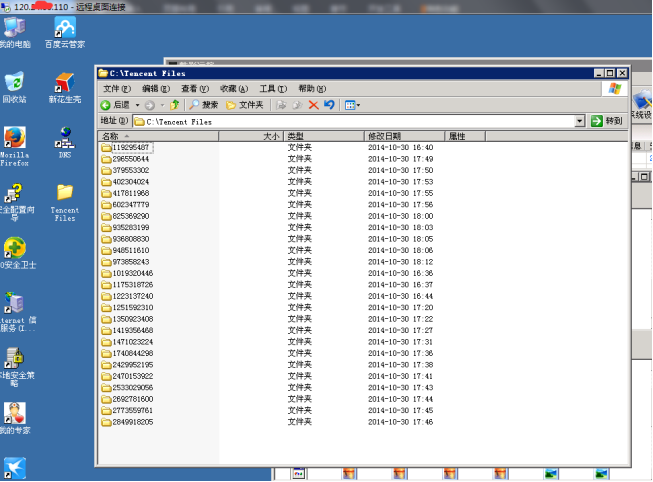 110 - 远程桌面连接
我的电脑
百度云管家
回收站
新花生壳
Mozilla
Firefox
DNS
全配置向
导
Tencent
Files
0安全卫士
ternet 信
服务(I...
地安全策
略
我的专家
C:\Tencent Files
文件(F) 编辑(E) 查看(V) 收藏(A) 工具(T) 帮助(H)
后退 搜索 文件夹
地址(D) C:\Tencent Files 转到
名称 大小 类型 修改日期 属性
119295487 文件夹 2014-10-30 16:40
296550644 文件夹 2014-10-30 17:49
379553302 文件夹 2014-10-30 17:50
402304024 文件夹 2014-10-30 17:53
417811968 文件夹 2014-10-30 17:55
602347779 文件夹 2014-10-30 17:56
825369290 文件夹 2014-10-30 18:00
935283199 文件夹 2014-10-30 18:03
936808830 文件夹 2014-10-30 18:05
948511610 文件夹 2014-10-30 18:06
973858243 文件夹 2014-10-30 18:12
1019320446 文件夹 2014-10-30 16:36
1175318726 文件夹 2014-10-30 16:37
1223137240 文件夹 2014-10-30 16:44
1251592310 文件夹 2014-10-30 17:20
1350923408 文件夹 2014-10-30 17:22
1419356468 文件夹 2014-10-30 17:27
1471023224 文件夹 2014-10-30 17:31
1740844298 文件夹 2014-10-30 17:36
2429952195 文件夹 2014-10-30 17:38
2470153922 文件夹 2014-10-30 17:41
2533029056 文件夹 2014-10-30 17:43
2692781600 文件夹 2014-10-30 17:44
2773559761 文件夹 2014-10-30 17:45
2849918205 文件夹 2014-10-30 17:46